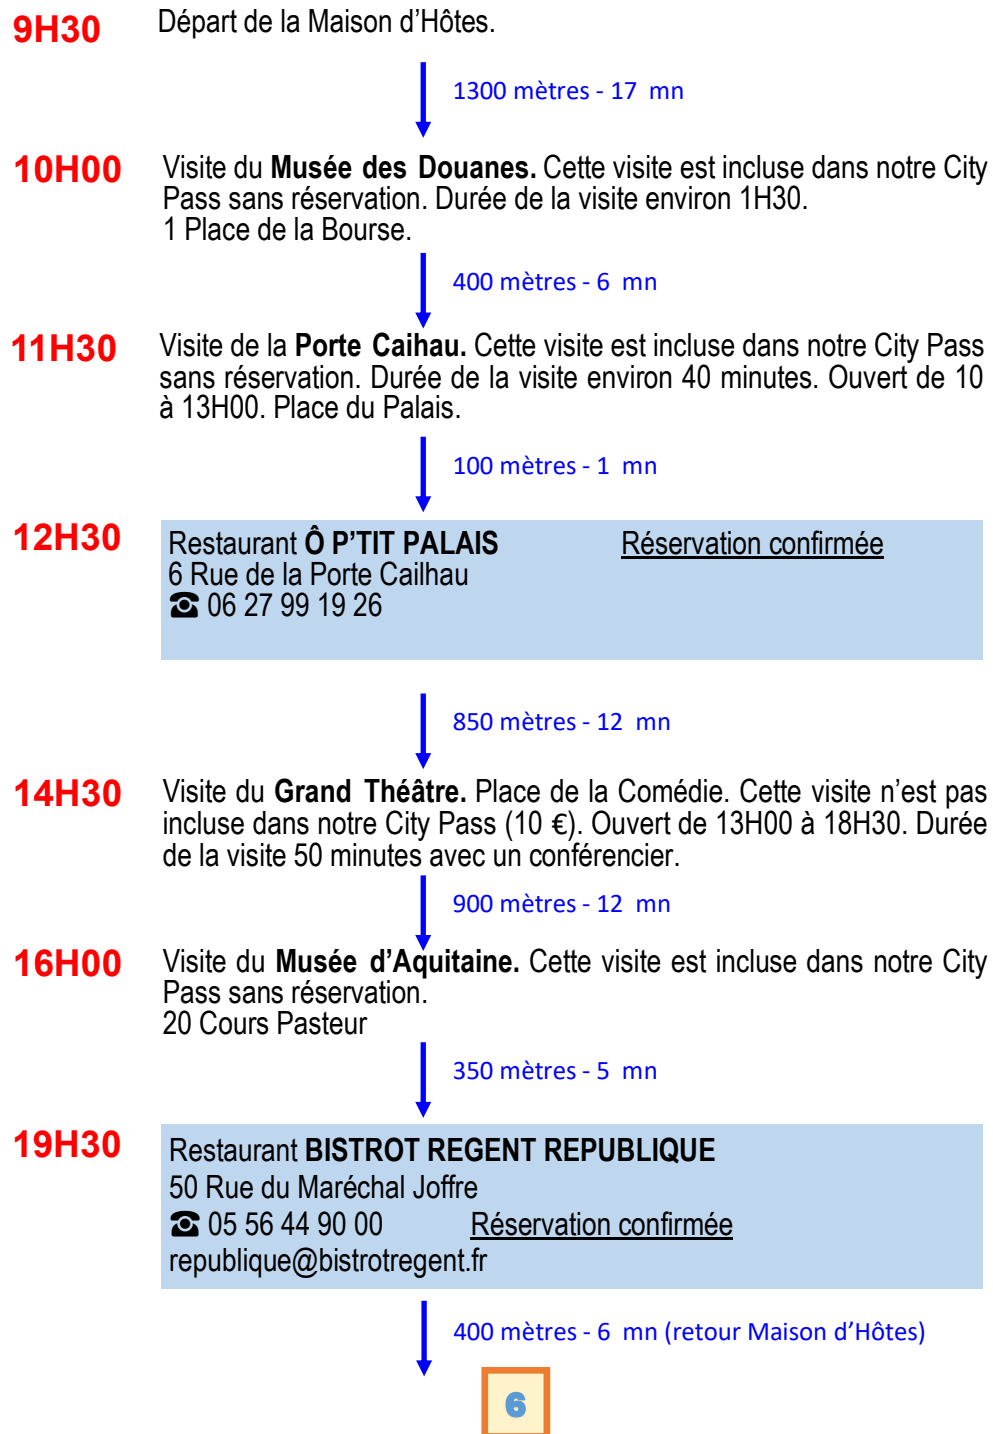 9H30 Départ de la Maison d’Hôtes.
1300 mètres - 17 mn
10H00 Visite du Musée des Douanes. Cette visite est incluse dans notre City
Pass sans réservation. Durée de la visite environ 1H30.
1 Place de la Bourse.
400 mètres - 6 mn
11H30 Visite de la Porte Caihau. Cette visite est incluse dans notre City Pass
sans réservation. Durée de la visite environ 40 minutes. Ouvert de 10
à 13H00. Place du Palais.
100 mètres - 1 mn
12H30 Restaurant Ô P’TIT PALAIS Réservation confirmée
6 Rue de la Porte Cailhau
☎ 06 27 99 19 26
850 mètres - 12 mn
14H30 Visite du Grand Théâtre. Place de la Comédie. Cette visite n’est pas
incluse dans notre City Pass (10 €). Ouvert de 13H00 à 18H30. Durée
de la visite 50 minutes avec un conférencier.
900 mètres - 12 mn
16H00 Visite du Musée d’Aquitaine. Cette visite est incluse dans notre City
Pass sans réservation.
20 Cours Pasteur
350 mètres - 5 mn
19H30 Restaurant BISTROT REGENT REPUBLIQUE
50 Rue du Maréchal Joffre
☎ 05 56 44 90 00 Réservation confirmée
republique@bistrotregent.fr
400 mètres - 6 mn (retour Maison d’Hôtes)
6